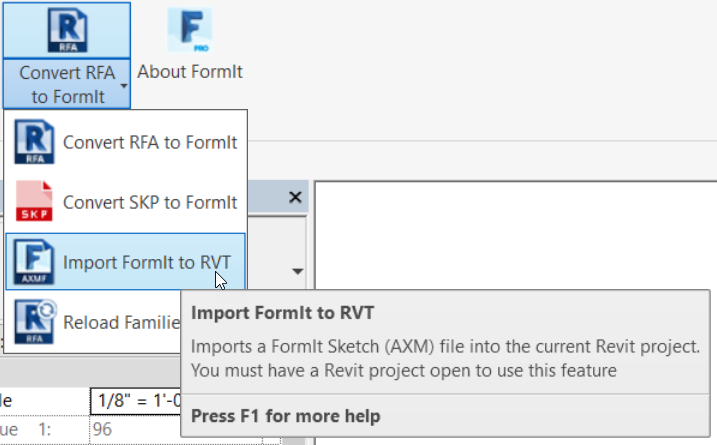 R
RFA
F
PRO
Convert RFA
to FormIt
About FormIt
R
RFA
Convert RFA to FormIt
SKP
Convert SKP to FormIt
F
AXMF
Import FormIt to RVT
R
RFA
Reload Familie
Import FormIt to RVT
Imports a FormIt Sketch (AXM) file into the current Revit project.
You must have a Revit project open to use this feature
Press F1 for more help
le
1/8" = 1'-0
ue 1:
96